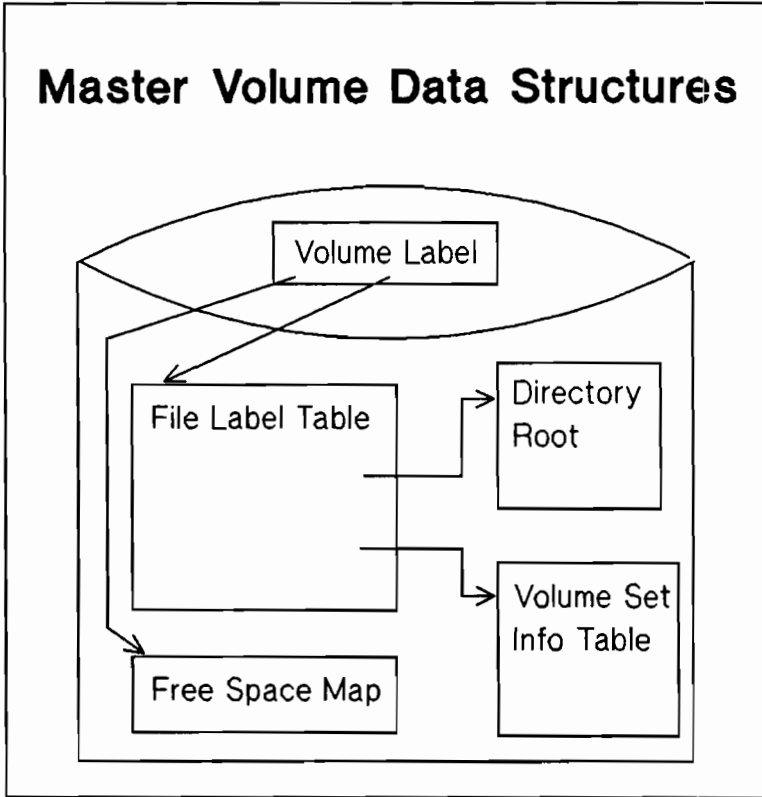 Master Volume Data Structures
Volume Label
File Label Table
Directory
Root
Volume Set
Info Table
Free Space Map